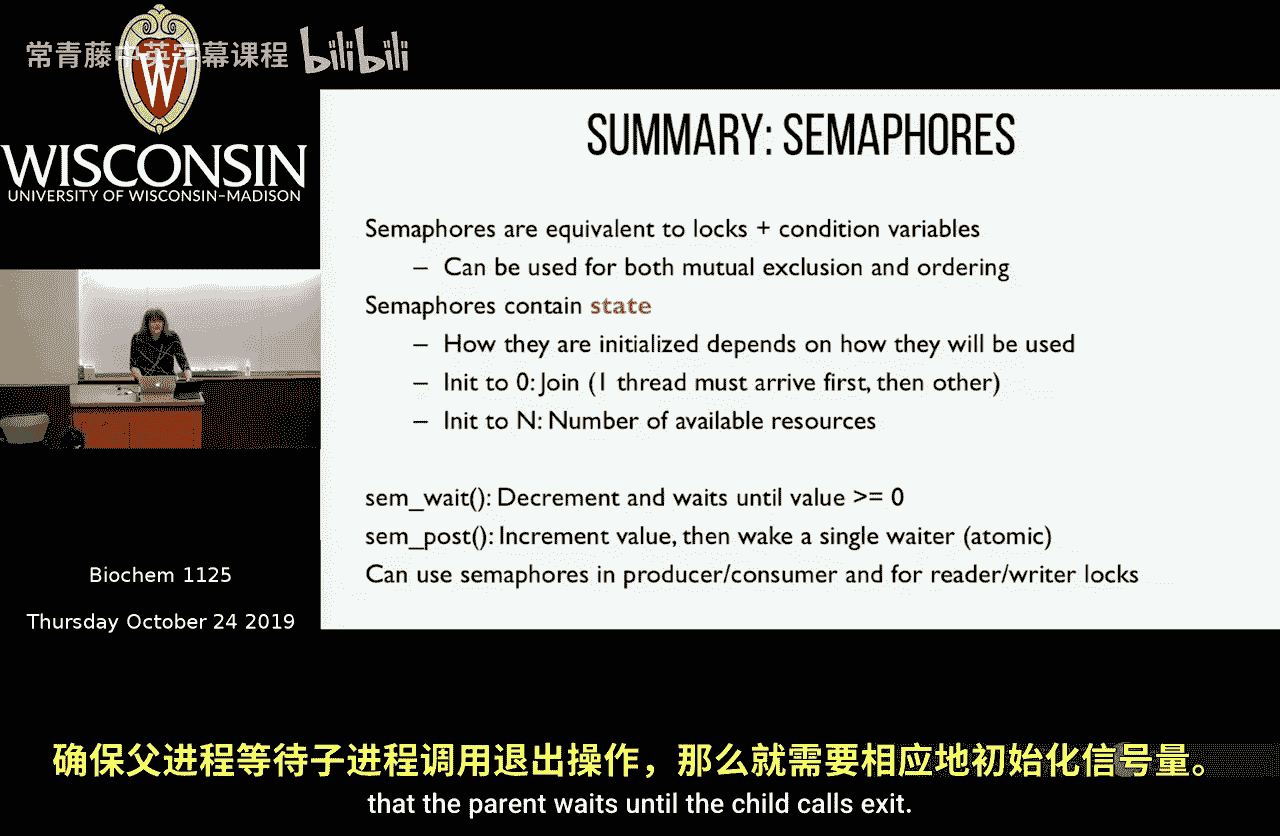 常青藤中英字幕课程 bilibili
W
WISCONSIN
UNIVERSITY OF WISCONSIN-MADISON
SUMMARY: SEMAPHORES
Semaphores are equivalent to locks + condition variables
– Can be used for both mutual exclusion and ordering
Semaphores contain state
– How they are initialized depends on how they will be used
– Init to 0: Join (1 thread must arrive first, then other)
– Init to N: Number of available resources
sem_wait(): Decrement and waits until value >= 0
sem_post(): Increment value, then wake a single waiter (atomic)
Can use semaphores in producer/consumer and for reader/writer locks
Biochem 1125
Thursday October 24 2019
确保父进程等待子进程调用退出操作，那么就需要相应地初始化信号量。
that the parent waits until the child calls exit.